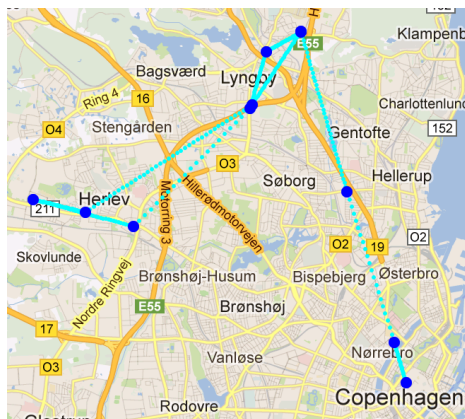 152
H
Klampenb
E55
Bagsværd
Lyngby
Ring 4
16
Charlottenlund
Stengården
O4
152
Gentofte
O3
Søborg
Hellerup
Herlev
211
Motorring 3
Hillerødmotorvejen
O2
O2
19
Skovlunde
Nordre Ringvej
Brønshøj-Husum
Bispebjerg
Østerbro
E55
Brønshøj
17
Nørrebro
Vanløse
O3
Copenhagen
Rodovre